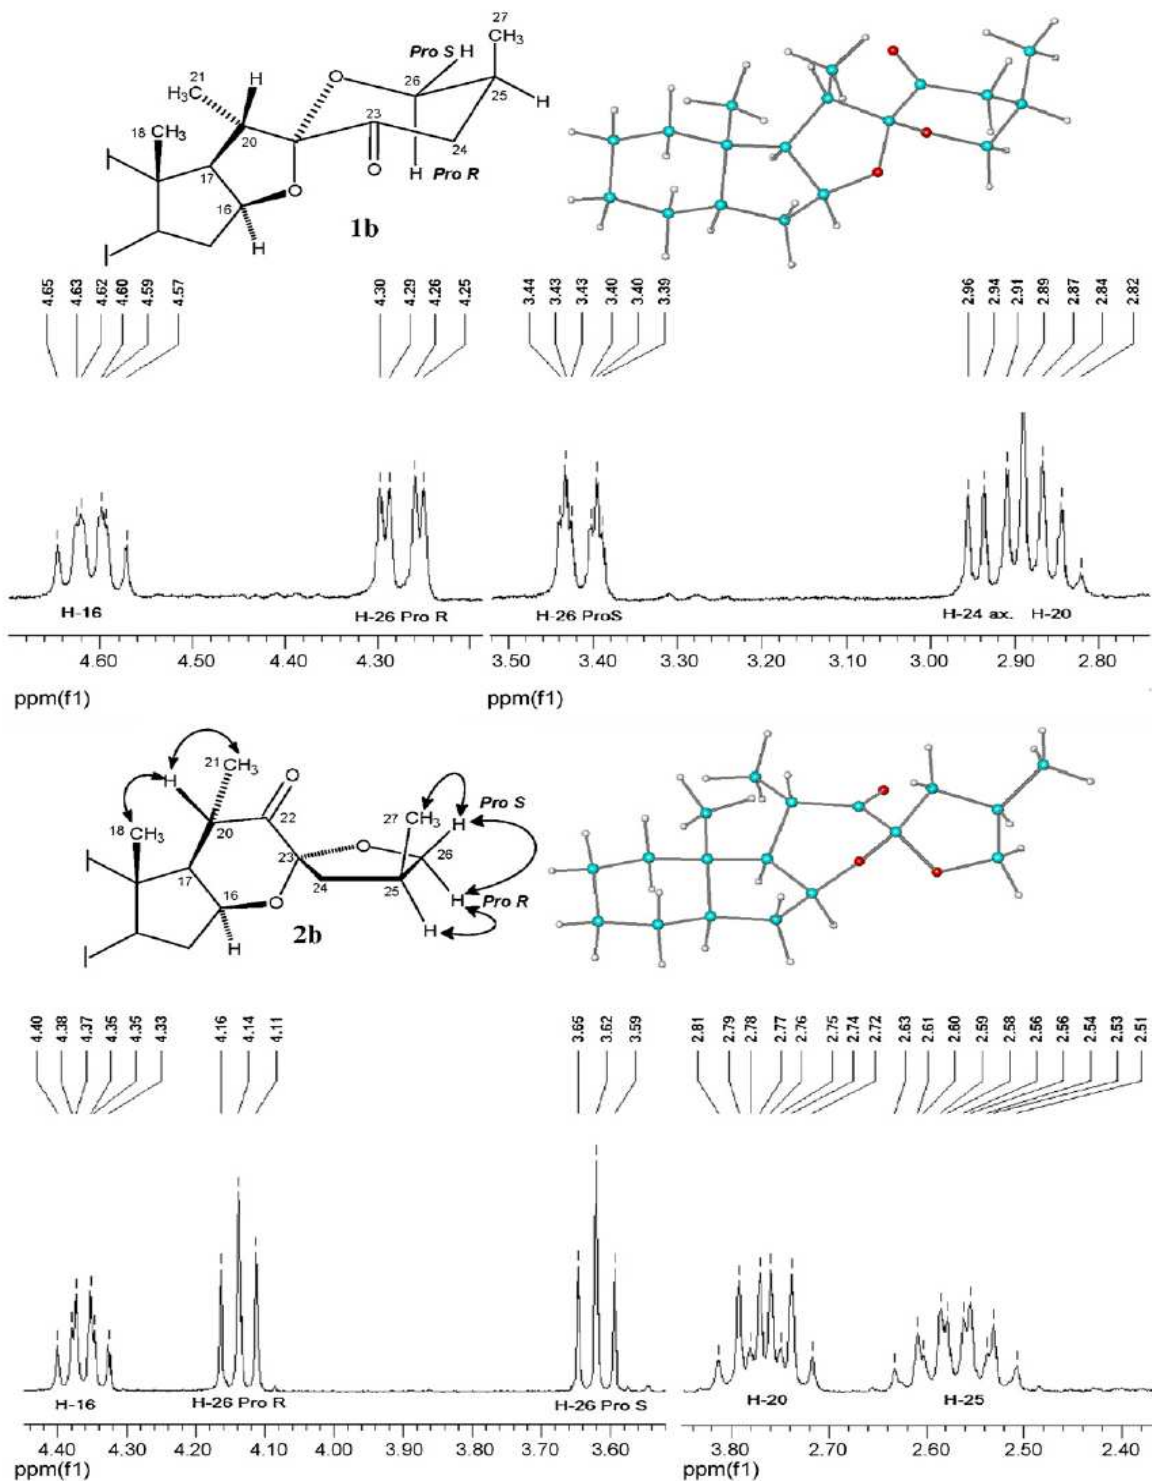 27
CH3
Pro S H
26
25
H
O
21
H3C
H
23
18
CH3
20
24
O
H Pro R
17
O
16
H
1b
4.65
4.63
4.62
4.60
4.59
4.57
4.30
4.29
4.26
4.25
3.44
3.43
3.43
3.40
3.40
3.39
2.96
2.94
2.91
2.89
2.87
2.84
2.82
H-16
H-26 Pro R
H-26 ProS
H-24 ax. H-20
4.60 4.50 4.40 4.30
3.50 3.40 3.30 3.20 3.10 3.00 2.90 2.80
ppm(f1)
ppm(f1)
21
CH3
H
O
18
CH3
20
22
27
CH3
Pro S
H
O
26
23
24
25
17
H
Pro R
16
O
H
2b
H
4.40
4.38
4.37
4.35
4.35
4.33
4.16
4.14
4.11
3.65
3.62
3.59
2.81
2.79
2.78
2.77
2.76
2.75
2.74
2.72
2.63
2.61
2.60
2.59
2.58
2.56
2.56
2.54
2.53
2.51
H-16
H-26 Pro R
H-26 Pro S
H-20
H-25
4.40 4.30 4.20 4.10 4.00 3.90 3.80 3.70 3.60
3.80 2.70 2.60 2.50 2.40
ppm(f1)
ppm(f1)